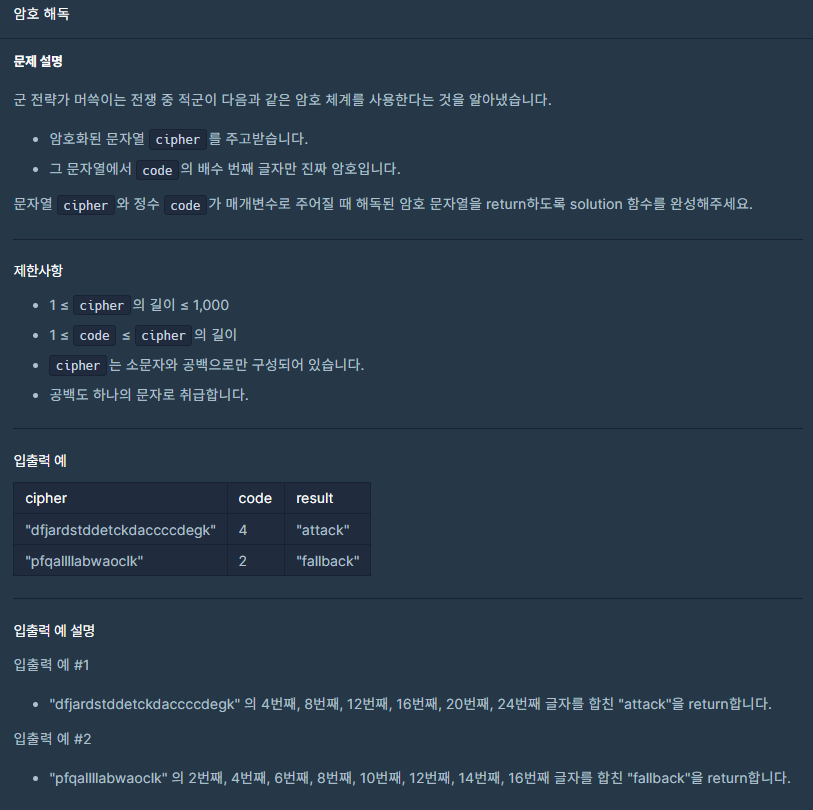 암호 해독
문제 설명
군 전략가 머쓱이는 전쟁 중 적군이 다음과 같은 암호 체계를 사용한다는 것을 알아냈습니다.
암호화된 문자열 cipher 를 주고받습니다.
그 문자열에서 code 의 배수 번째 글자만 진짜 암호입니다.
문자열 cipher 와 정수 code 가 매개변수로 주어질 때 해독된 암호 문자열을 return하도록 solution 함수를 완성해주세요.
제한사항
1 ≤ cipher 의 길이 ≤ 1,000
1 ≤ code ≤ cipher 의 길이
cipher 는 소문자와 공백으로만 구성되어 있습니다.
공백도 하나의 문자로 취급합니다.
입출력 예
cipher code result
"dfjardstddetckdaccccdegk" 4 "attack"
"pfqallllabwaoclk" 2 "fallback"
입출력 예 설명
입출력 예 #1
"dfjardstddetckdaccccdegk" 의 4번째, 8번째, 12번째, 16번째, 20번째, 24번째 글자를 합친 "attack"을 return합니다.
입출력 예 #2
"pfqallllabwaoclk" 의 2번째, 4번째, 6번째, 8번째, 10번째, 12번째, 14번째, 16번째 글자를 합친 "fallback"을 return합니다.